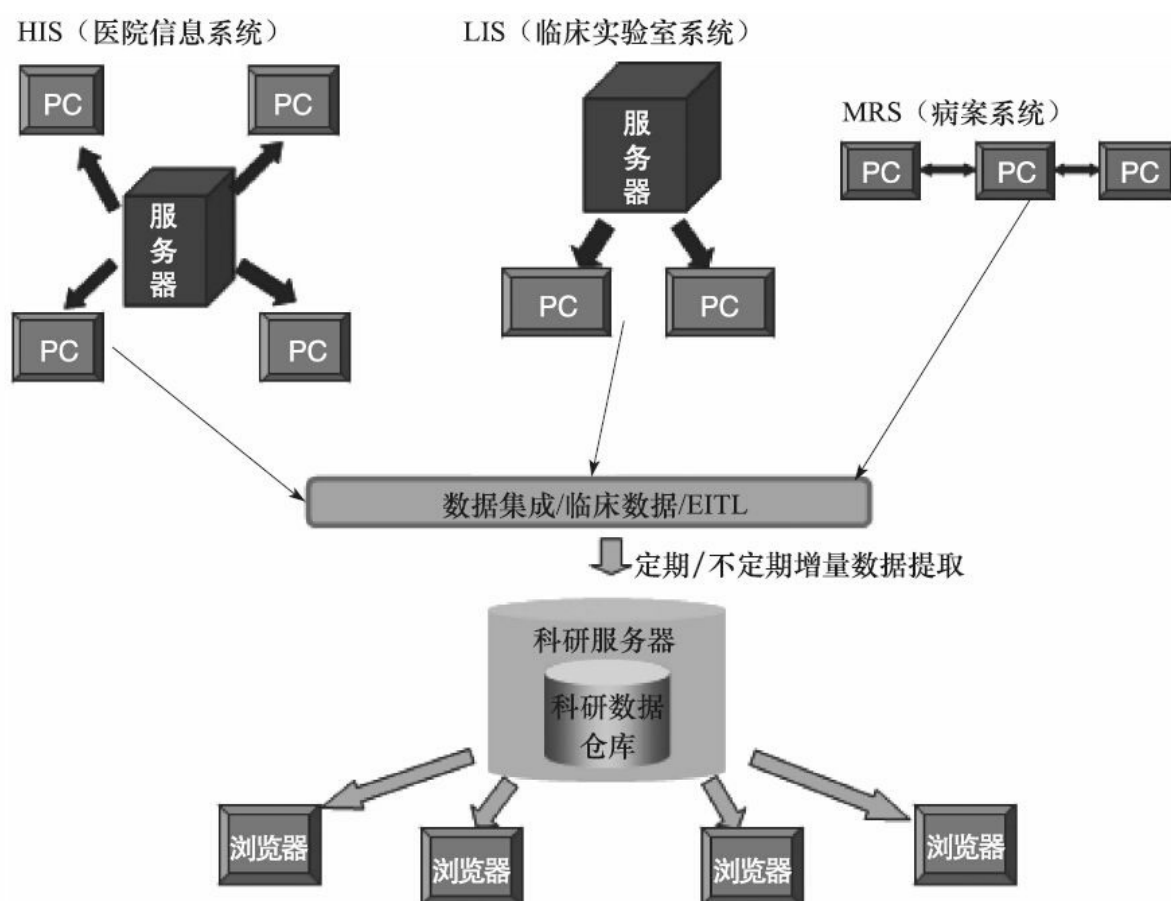 HIS（医院信息系统）
LIS（临床实验室系统）
PC
PC
服务器
MRS（病案系统）
PC
PC
PC
服务器
PC
PC
PC
PC
数据集成/临床数据/EITL
定期/不定期增量数据提取
科研服务器
科研数据
仓库
浏览器
浏览器
浏览器
浏览器